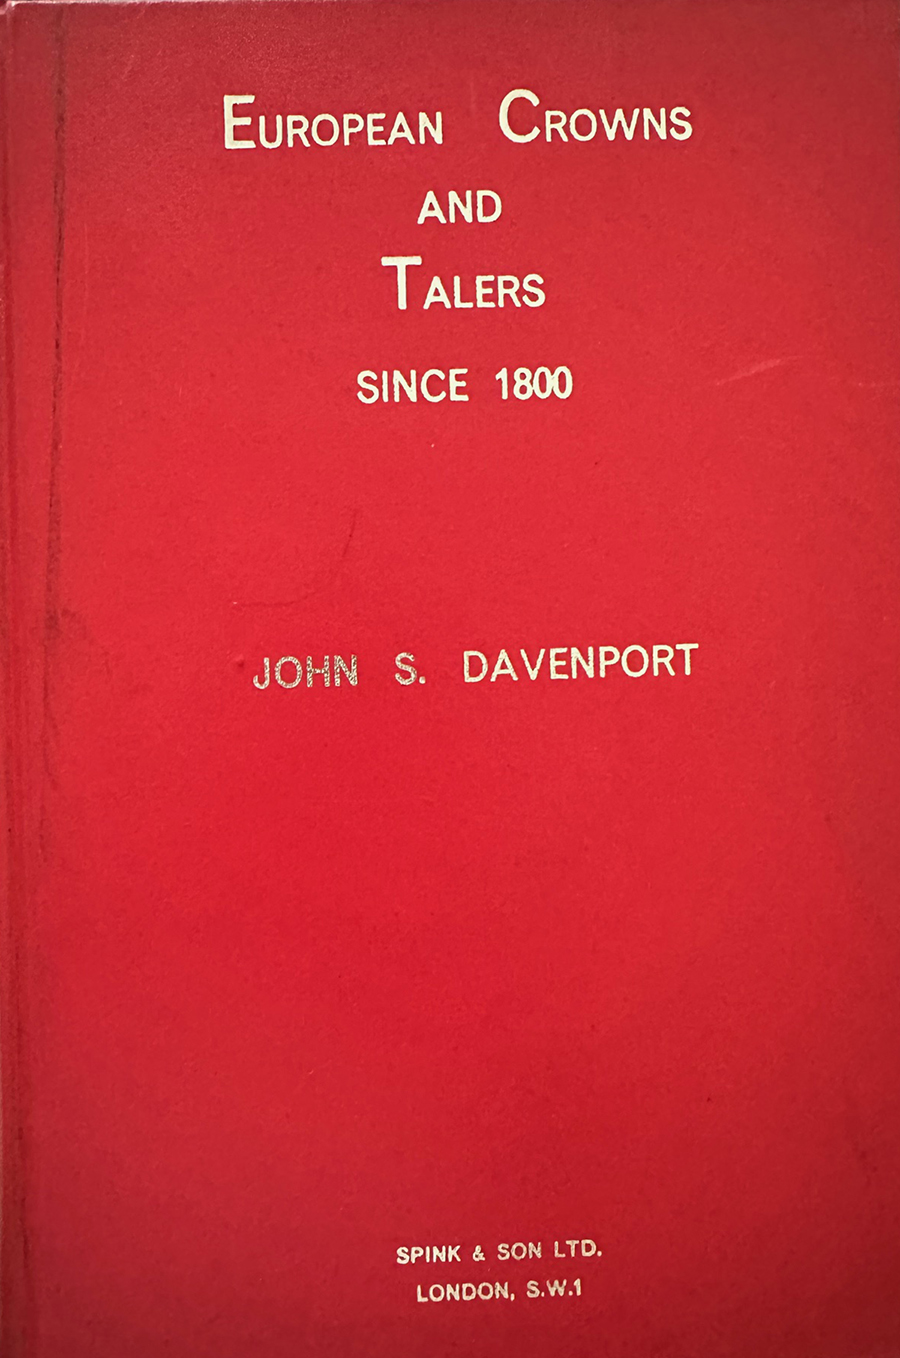 EUROPEAN CROWNS
AND
TALERS
SINCE 1800
JOHN S. DAVENPORT
SPINK & SON LTD.
LONDON, S.W.1